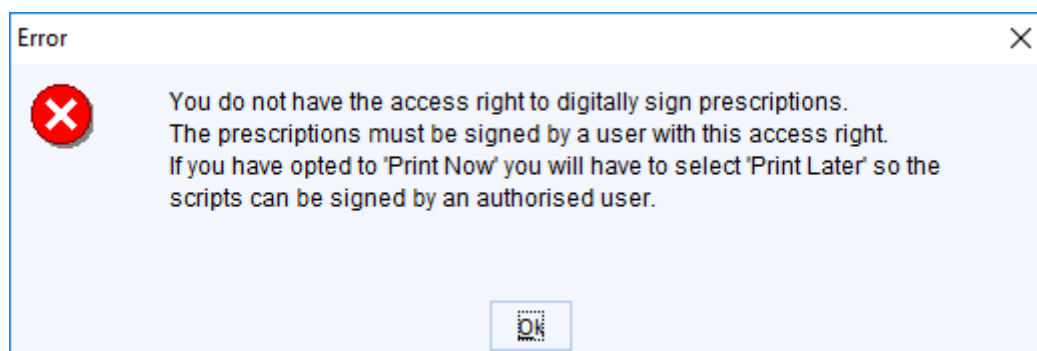 Error
You do not have the access right to digitally sign prescriptions.
The prescriptions must be signed by a user with this access right.
If you have opted to 'Print Now' you will have to select 'Print Later' so the
scripts can be signed by an authorised user.
Ok